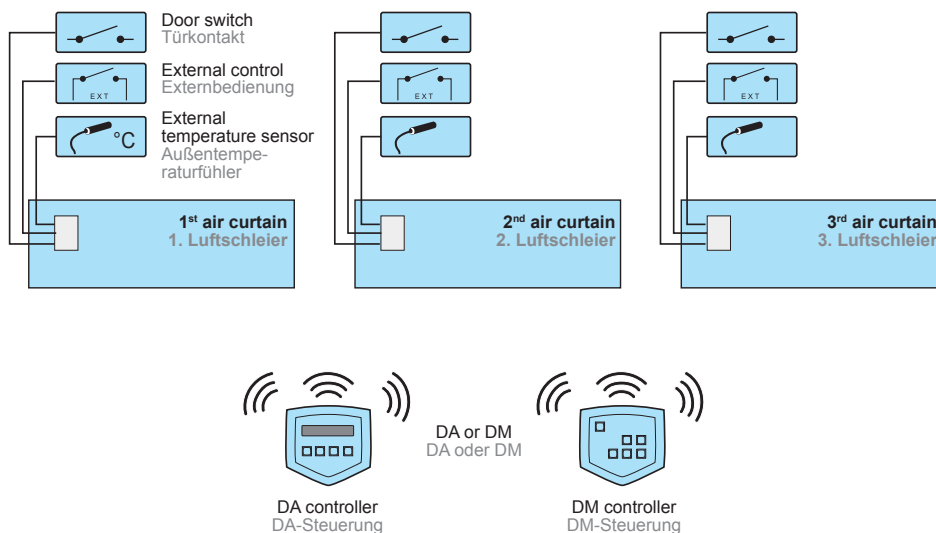 Door switch
Türkontakt
External control
Externbedienung
EXT
EXT
EXT
External
temperature sensor
Außentempe-
raturfühler
°C
1st air curtain
1. Luftschleier
2nd air curtain
2. Luftschleier
3rd air curtain
3. Luftschleier
DA or DM
DA oder DM
DA controller
DA-Steuerung
DM controller
DM-Steuerung